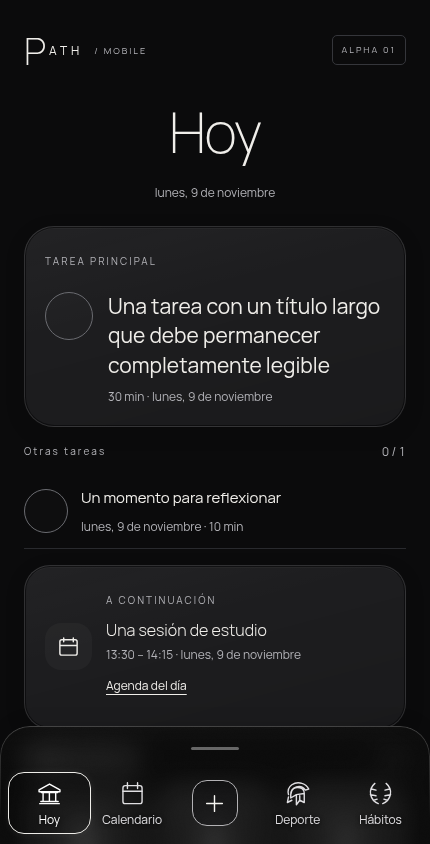 PATH / MOBILE
ALPHA 01
Hoy
lunes, 9 de noviembre
TAREA PRINCIPAL
Una tarea con un título largo
que debe permanecer
completamente legible
30 min · lunes, 9 de noviembre
Otras tareas
0 / 1
Un momento para reflexionar
lunes, 9 de noviembre · 10 min
A CONTINUACIÓN
Una sesión de estudio
13:30 – 14:15 · lunes, 9 de noviembre
Agenda del día
Hoy
Calendario
Deporte
Hábitos